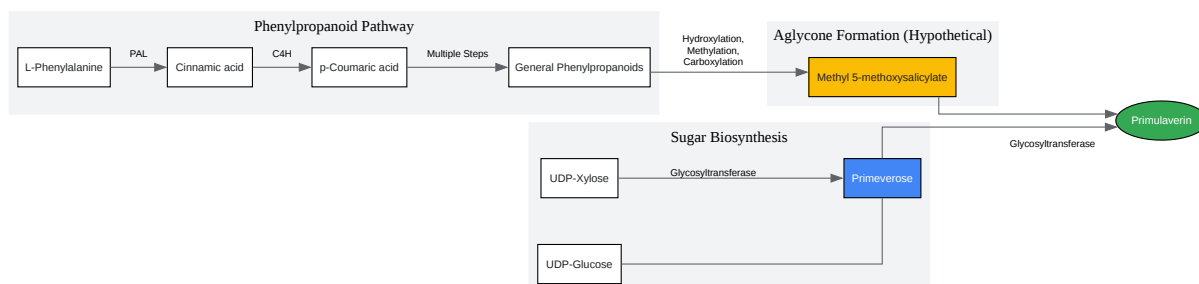 Phenylpropanoid Pathway
L-Phenylalanine
PAL
Cinnamic acid
C4H
p-Coumaric acid
Multiple Steps
General Phenylpropanoids
Hydroxylation,
Methylation,
Carboxylation
Aglycone Formation (Hypothetical)
Methyl 5-methoxysalicylate
Primulaverin
Glycosyltransferase
Sugar Biosynthesis
UDP-Xylose
Glycosyltransferase
Primeverose
UDP-Glucose